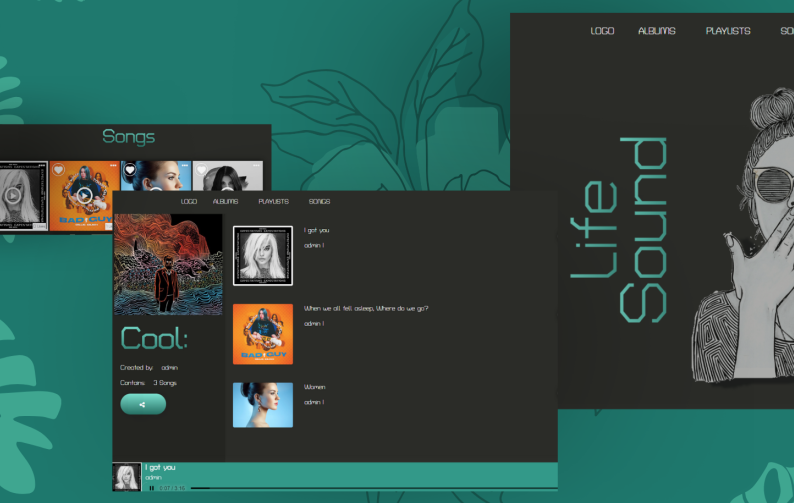 LOGO ALBUMS PLAYLISTS
Life
Sound
Songs
BAD GUY
LOGO ALBUMS PLAYLISTS SONGS
Cool:
Created by: admin
Contains: 3 Songs
I got you
admin |
When we all fell asleep, Where do we go?
admin |
BAD GUY
Women
admin |
I got you
admin